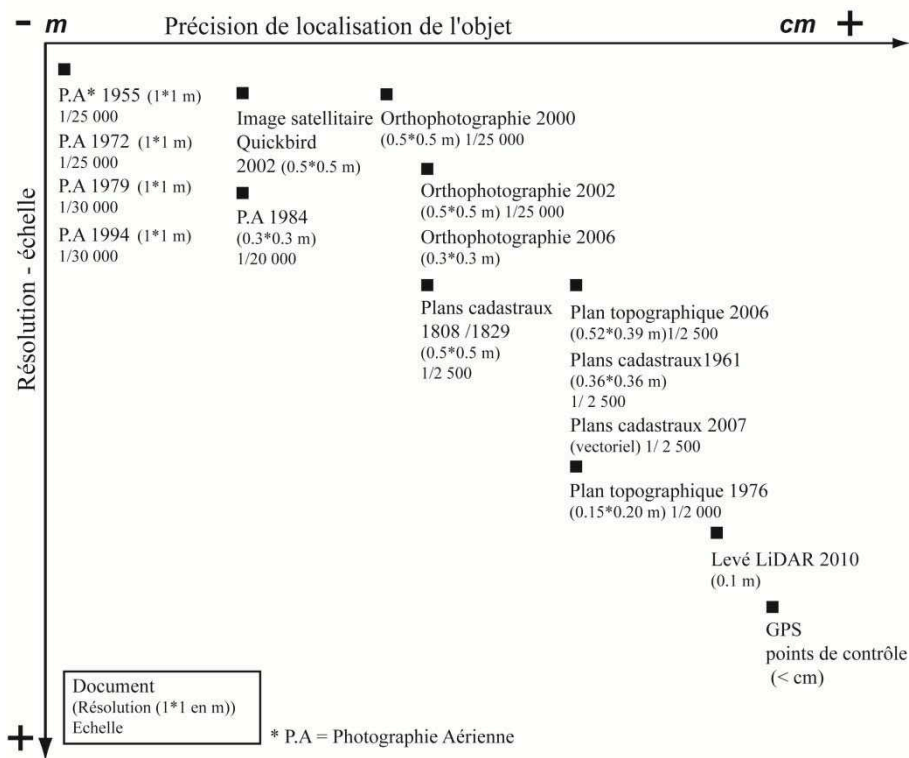 - m Précision de localisation de l'objet cm +
Résolution - échelle
P.A* 1955 (1*1 m)
1/25 000
P.A 1972 (1*1 m)
1/25 000
P.A 1979 (1*1 m)
1/30 000
P.A 1994 (1*1 m)
1/30 000
Image satellitaire
Quickbird
2002 (0.5*0.5 m)
P.A 1984
(0.3*0.3 m)
1/20 000
Orthophotographie 2000
(0.5*0.5 m) 1/25 000
Orthophotographie 2002
(0.5*0.5 m) 1/25 000
Orthophotographie 2006
(0.3*0.3 m)
Plans cadastraux
1808 /1829
(0.5*0.5 m)
1/2 500
Plan topographique 2006
(0.52*0.39 m)1/2 500
Plans cadastraux1961
(0.36*0.36 m)
1/ 2 500
Plans cadastraux 2007
(vectoriel) 1/ 2 500
Plan topographique 1976
(0.15*0.20 m) 1/2 000
Levé LiDAR 2010
(0.1 m)
GPS
points de contrôle
(< cm)
+
Document
(Résolution (1*1 en m))
Echelle
* P.A = Photographie Aérienne